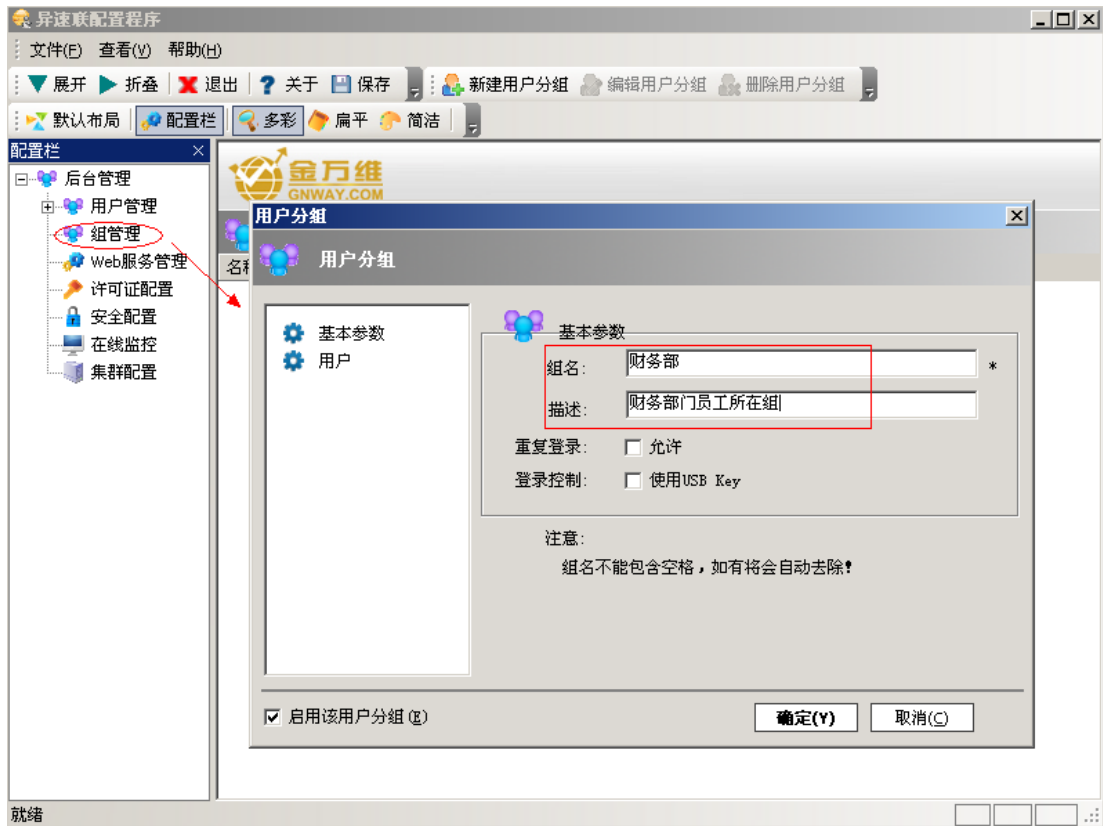 异速联配置程序
文件(F) 查看(V) 帮助(H)
展开 折叠 退出 ? 关于 保存 新建用户分组 编辑用户分组 删除用户分组
默认布局 配置栏 多彩 扁平 简洁
配置栏
后台管理
用户管理
组管理
Web服务管理
许可证配置
安全配置
在线监控
集群配置
金万维
GNWAY.COM
用户分组
用户分组
基本参数
用户
基本参数
组名: 财务部 *
描述: 财务部门员工所在组
重复登录: 允许
登录控制: 使用USB Key
注意:
组名不能包含空格，如有将会自动去除!
启用该用户分组(E)
确定(Y) 取消(C)
就绪